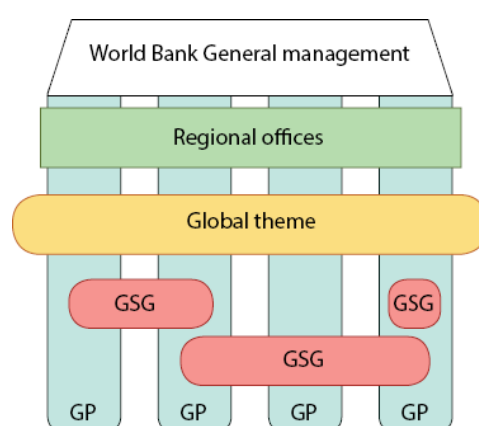 World Bank General management
Regional offices
Global theme
GSG
GSG
GSG
GP
GP
GP
GP